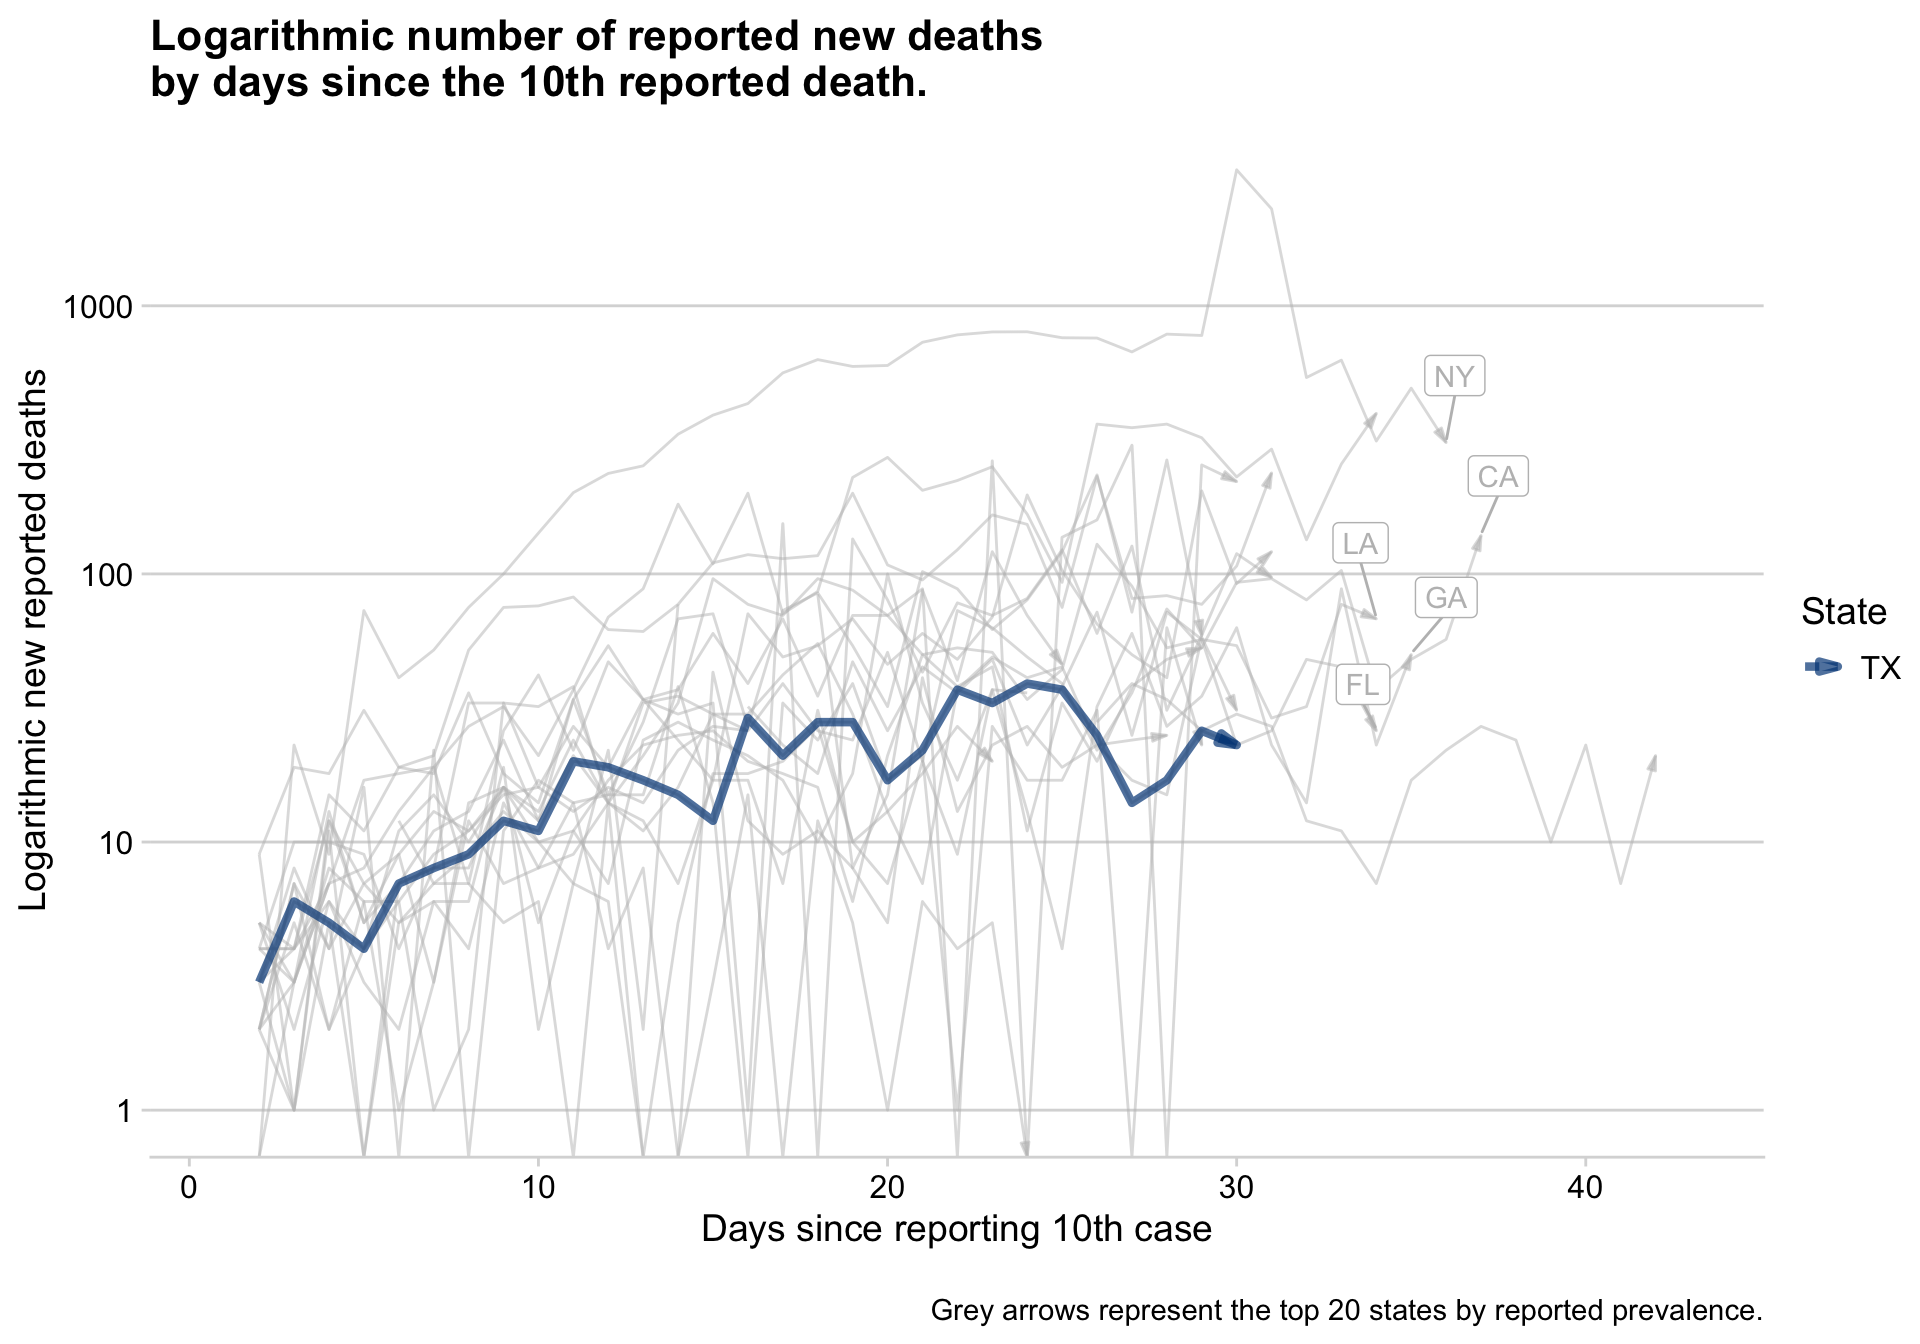 Logarithmic number of reported new deaths
by days since the 10th reported death.
Logarithmic new reported deaths
1000
100
10
1
NY
CA
LA
GA
FL
State
TX
0 10 20 30 40
Days since reporting 10th case
Grey arrows represent the top 20 states by reported prevalence.